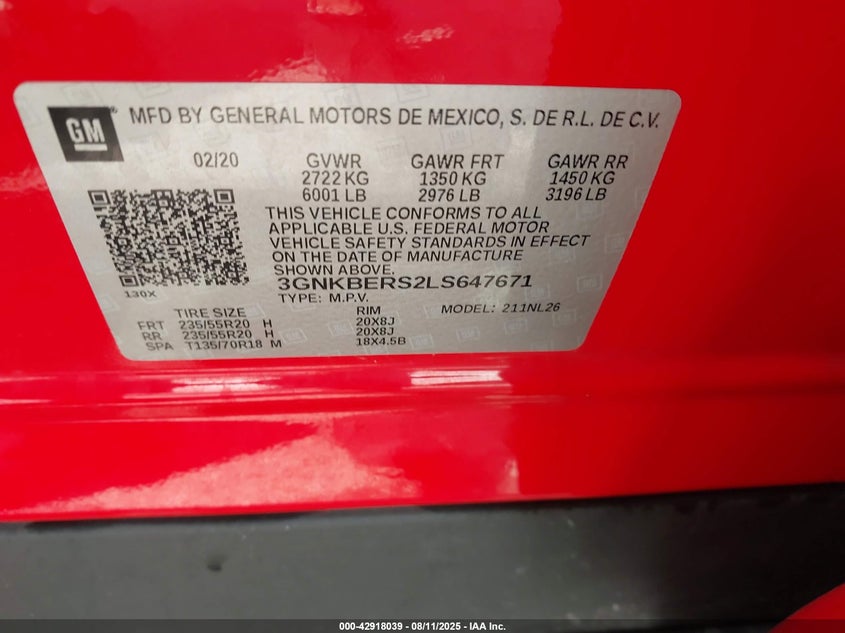 GM
MFD BY GENERAL MOTORS DE MEXICO, S. DE R.L. DE C.V.
02/20 GVWR GAWR FRT GAWR RR
2722 KG 1350 KG 1450 KG
6001 LB 2976 LB 3196 LB
THIS VEHICLE CONFORMS TO ALL
APPLICABLE U.S. FEDERAL MOTOR
VEHICLE SAFETY STANDARDS IN EFFECT
ON THE DATE OF MANUFACTURE
SHOWN ABOVE.
3GNKBERS2LS647671
130X TYPE: M.P.V. MODEL: 211NL26
TIRE SIZE RIM
FRT 235/55R20 H 20X8J
RR 235/55R20 H 20X8J
SPA T135/70R18 M 18X4.5B
000-42918039 - 08/11/2025 - IAA Inc.